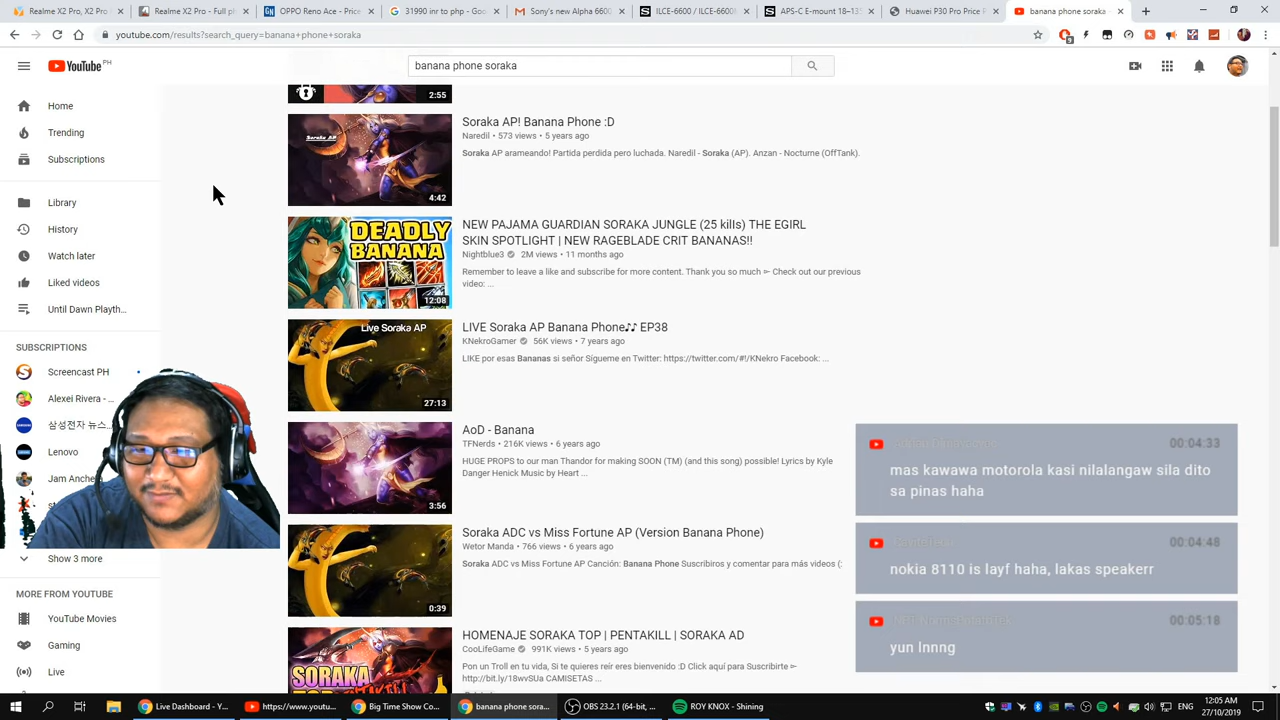 Realme X2 Pro vs Xiaomi M
Realme X2 Pro - Full ph
OPPO Reno Ace - Pric
31990 inr to php - Go
Sony's new Alpha 6600
ILCE-6600 / ILCE-6600M
APS-C E-mount 18–135
Huawei P30 Pro Price
banana phone soraka -
youtube.com/results?search_query=banana+phone+soraka
YouTube PH
banana phone soraka
Home
Trending
Subscriptions
Library
History
Watch later
Liked videos
Until Dawn Playth...
SUBSCRIPTIONS
Screencast PH
Alexei Rivera - ...
삼성전자 뉴스...
Lenovo
Jam Anche
Show 3 more
MORE FROM YOUTUBE
YouTube Movies
Gaming
Live
2:55
Soraka AP
4:42
Soraka AP! Banana Phone :D
Naredil • 573 views • 5 years ago
Soraka AP arameando! Partida perdida pero luchada. Naredil - Soraka (AP). Anzan - Nocturne (OffTank).
DEADLY
BANANA
12:08
NEW PAJAMA GUARDIAN SORAKA JUNGLE (25 kills) THE EGIRL
SKIN SPOTLIGHT | NEW RAGEBLADE CRIT BANANAS!!
Nightblue3 2M views • 11 months ago
Remember to leave a like and subscribe for more content. Thank you so much ➳ Check out our previous
video: ...
Live Soraka AP
27:13
LIVE Soraka AP Banana Phone♪♪ EP38
KNekroGamer 56K views • 7 years ago
LIKE por esas Bananas si señor Sígueme en Twitter: https://twitter.com/#!/KNekro Facebook: ...
3:56
AoD - Banana
TFNerds • 216K views • 6 years ago
HUGE PROPS to our man Thandor for making SOON (TM) (and this song) possible! Lyrics by Kyle
Danger Henick Music by Heart ...
0:39
Soraka ADC vs Miss Fortune AP (Version Banana Phone)
Wetor Manda • 766 views • 6 years ago
Soraka ADC vs Miss Fortune AP Canción: Banana Phone Suscribiros y comentar para más videos (:
SORAKA
HOMENAJE SORAKA TOP | PENTAKILL | SORAKA AD
CooLifeGame 991K views • 5 years ago
Pon un Troll en tu vida, Si te quieres reír eres bienvenido :D Click aquí para Suscribirte ➳
http://bit.ly/18wvSUa CAMISETAS ...
00:04:33
mas kawawa motorola kasi nilalangaw sila dito
sa pinas haha
00:04:48
nokia 8110 is layf haha, lakas speakerr
00:05:18
yun lnnng
Live Dashboard - Y...
https://www.youtu...
Big Time Show Co...
banana phone sora...
OBS 23.2.1 (64-bit, ...
ROY KNOX - Shining
ENG
12:05 AM
27/10/2019